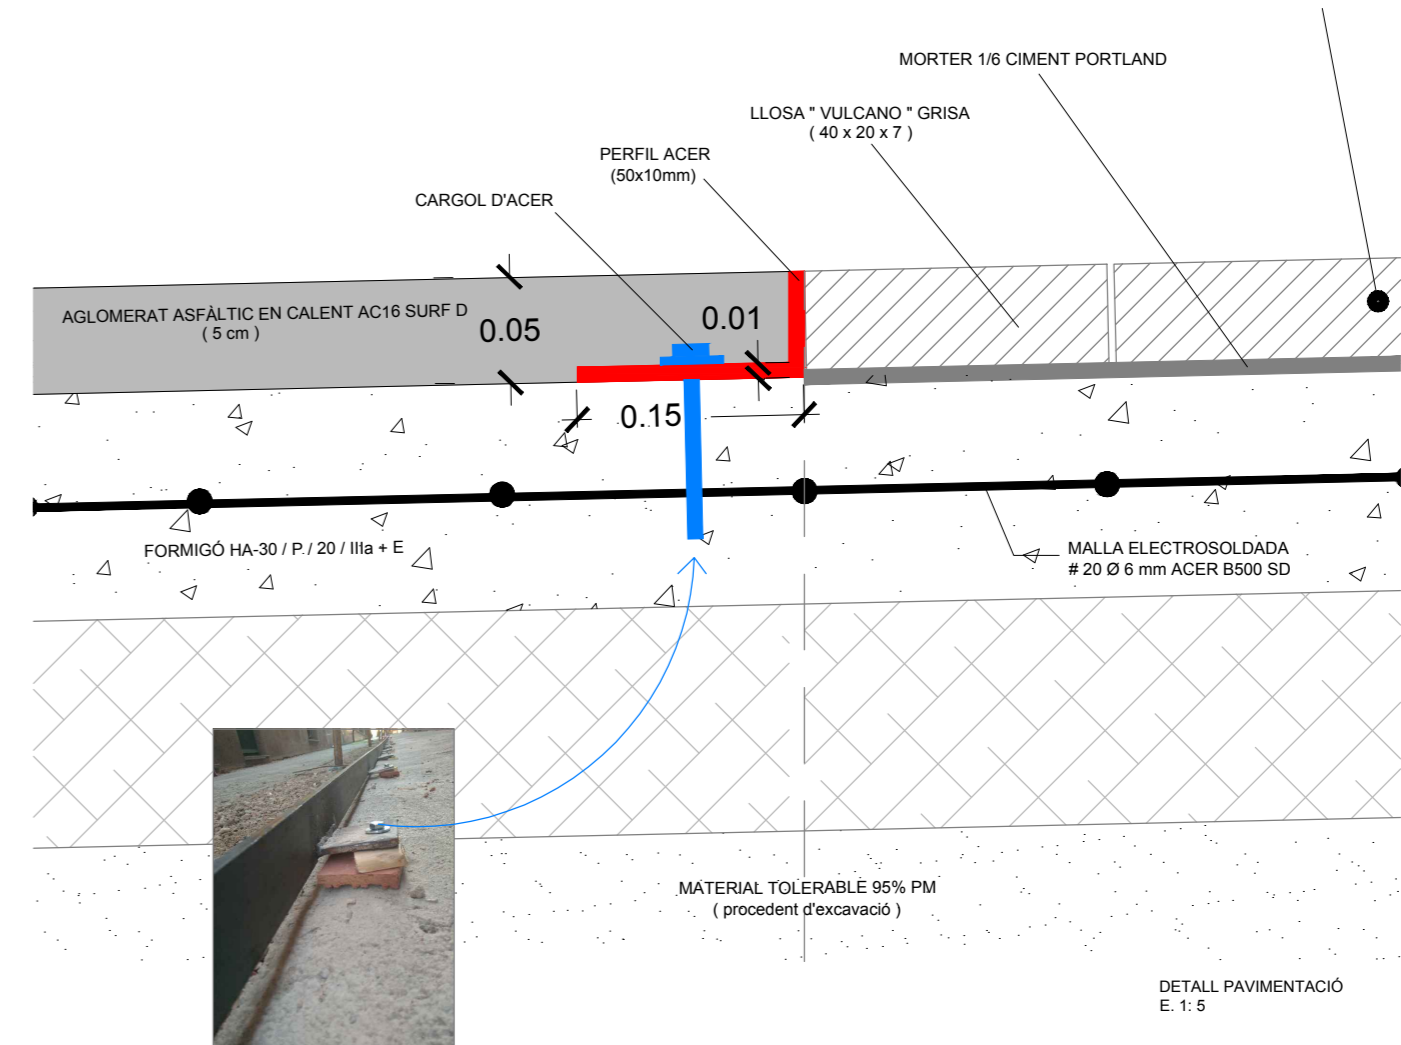 MORTER 1/6 CIMENT PORTLAND
LLOSA " VULCANO " GRISA
( 40 x 20 x 7 )
PERFIL ACER
(50x10mm)
CARGOL D'ACER
AGLOMERAT ASFÀLTIC EN CALENT AC16 SURF D
( 5 cm )
0.05
0.01
0.15
FORMIGÓ HA-30 / P / 20 / IIIa + E
MALLA ELECTROSOLDADA
# 20 Ø 6 mm ACER B500 SD
MATERIAL TOLERABLE 95% PM
( procedent d'excavació )
DETALL PAVIMENTACIÓ
E. 1: 5